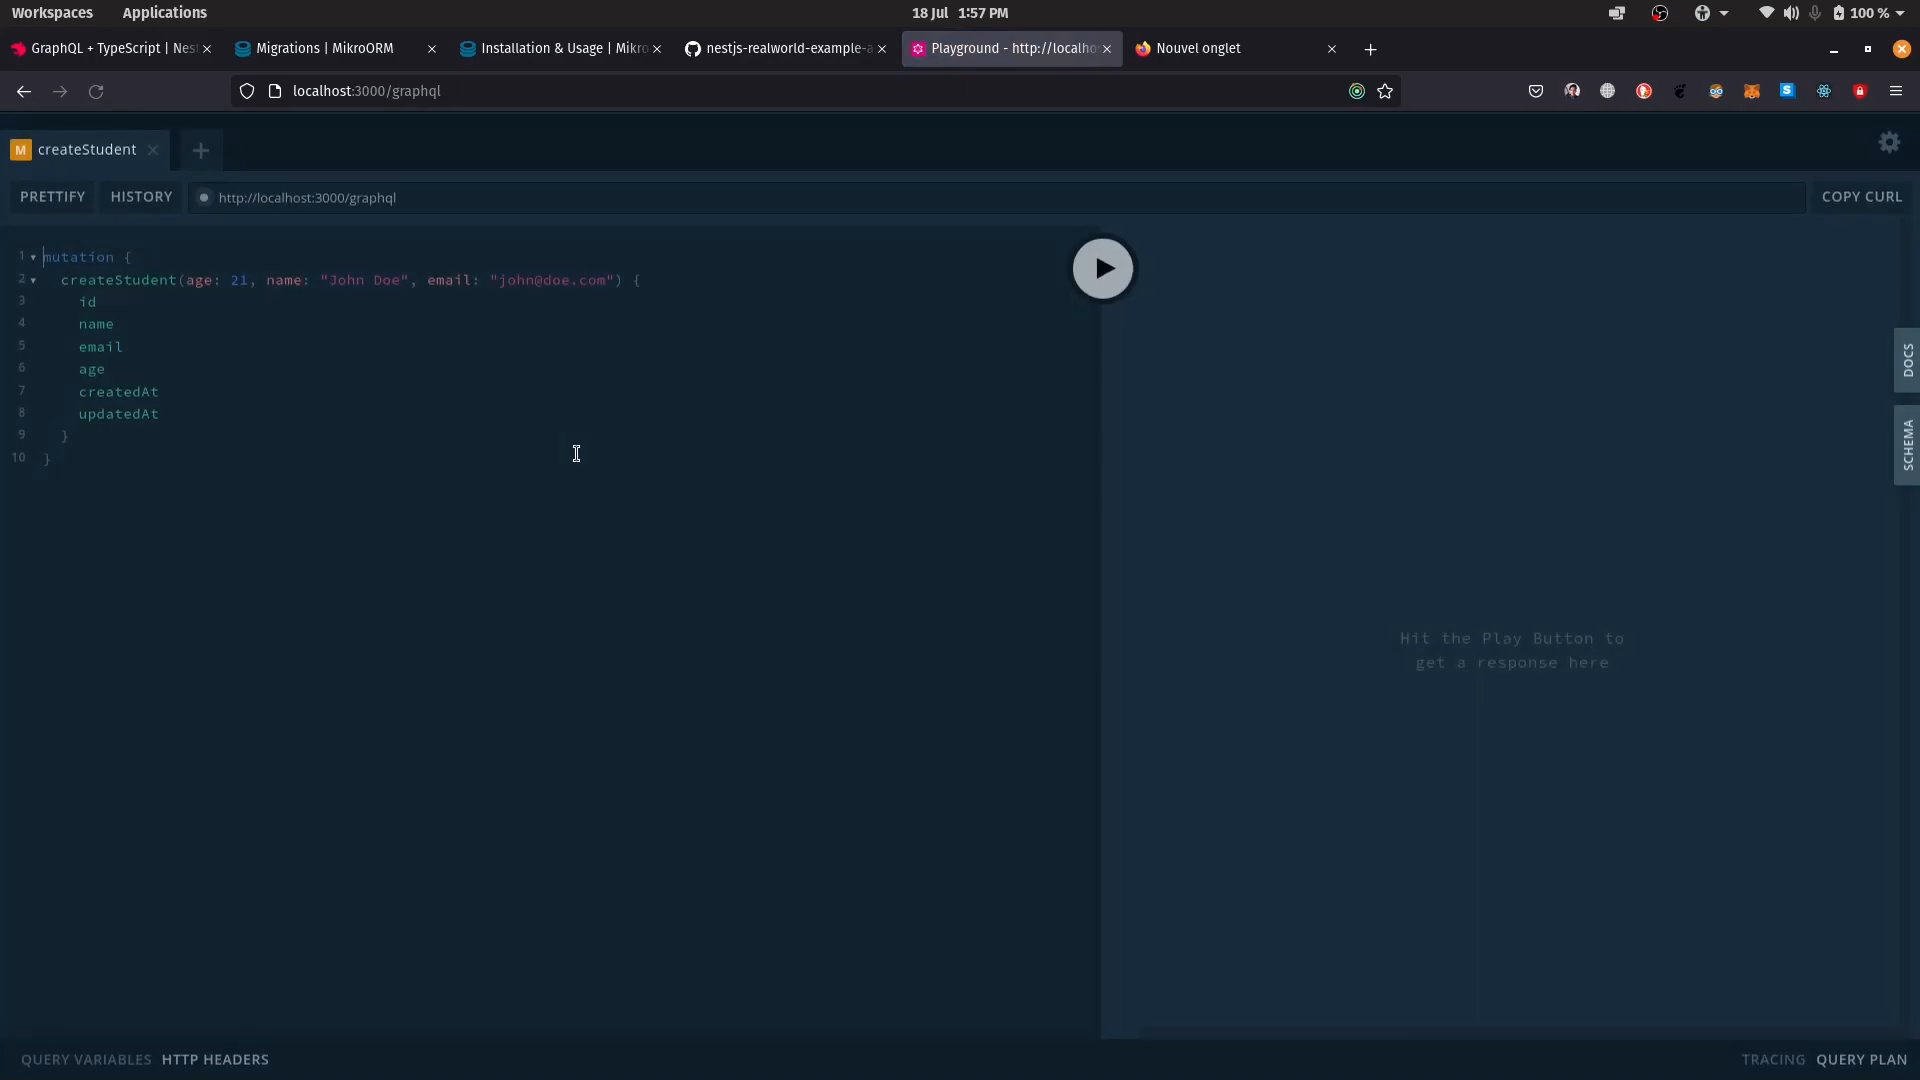 Workspaces Applications 18 Jul 1:57 PM 100 %
GraphQL + TypeScript | Nes Migrations | MikroORM Installation & Usage | Mikro nestjs-realworld-example-a Playground - http://localho Nouvel onglet
localhost:3000/graphql
M createStudent
PRETTIFY HISTORY http://localhost:3000/graphql COPY CURL
1 mutation {
2 createStudent(age: 21, name: "John Doe", email: "john@doe.com") {
3 id
4 name
5 email
6 age
7 createdAt
8 updatedAt
9 }
10 }
DOCS
SCHEMA
Hit the Play Button to
get a response here
QUERY VARIABLES HTTP HEADERS TRACING QUERY PLAN